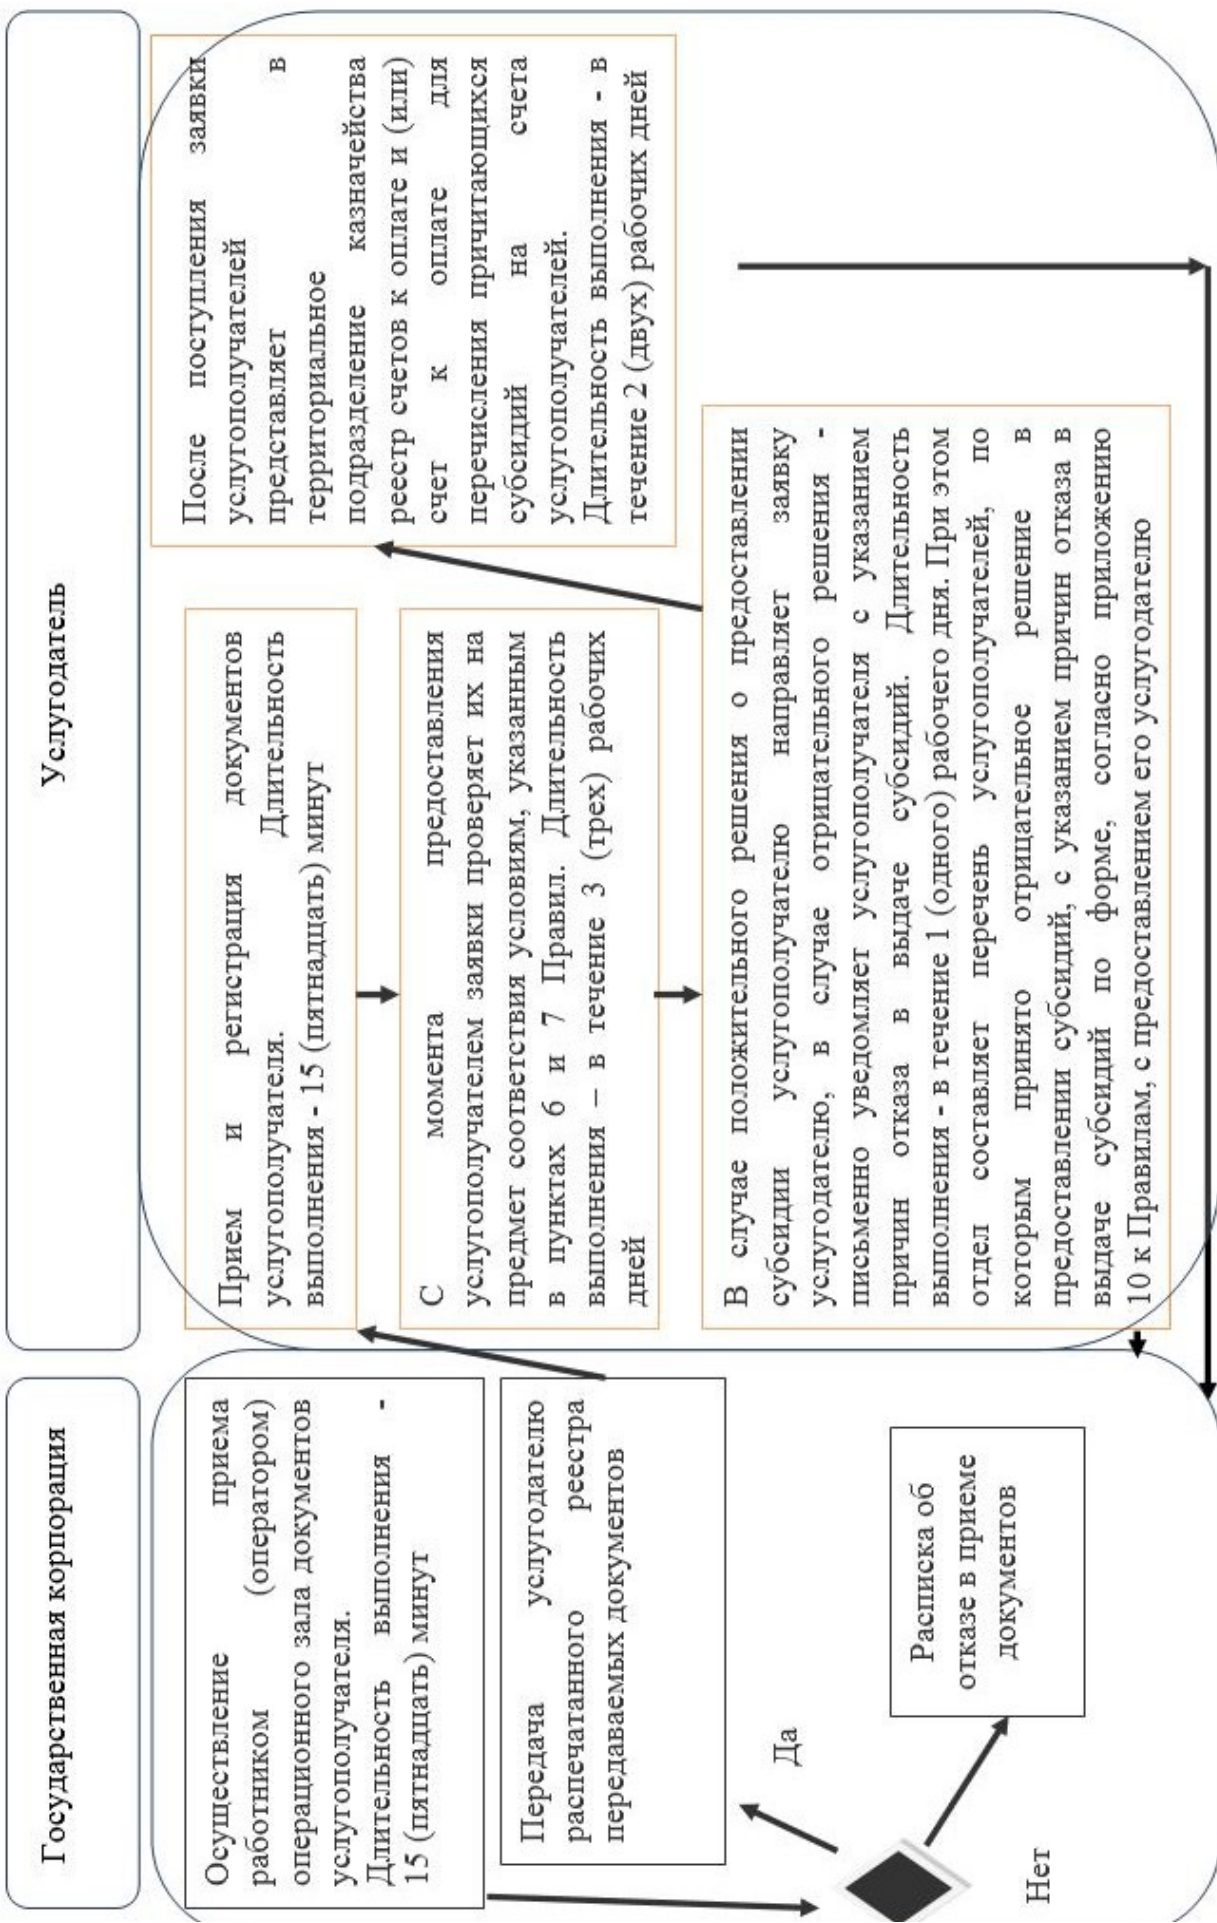 Государственная корпорация
Услугодатель
Осуществление приема
работником (оператором)
операционного зала документов
услугополучателя.
Длительность выполнения -
15 (пятнадцать) минут
Передача услугодателю
распечатанного реестра
передаваемых документов
Да
Нет
Расписка об
отказе в приеме
документов
Прием и регистрация документов
услугополучателя. Длительность
выполнения - 15 (пятнадцать) минут
С момента предоставления
услугополучателем заявки проверяет их на
предмет соответствия условиям, указанным
в пунктах 6 и 7 Правил. Длительность
выполнения – в течение 3 (трех) рабочих
дней
В случае положительного решения о предоставлении
субсидии услугополучателю направляет заявку
услугодателю, в случае отрицательного решения -
письменно уведомляет услугополучателя с указанием
причин отказа в выдаче субсидий. Длительность
выполнения - в течение 1 (одного) рабочего дня. При этом
отдел составляет перечень услугополучателей, по
которым принято отрицательное решение в
предоставлении субсидий, с указанием причин отказа в
выдаче субсидий по форме, согласно приложению
10 к Правилам, с предоставлением его услугодателю
После поступления заявки
услугополучателей
представляет в
территориальное
подразделение казначейства
реестр счетов к оплате и (или)
счет к оплате для
перечисления причитающихся
субсидий на счета
услугополучателей.
Длительность выполнения - в
течение 2 (двух) рабочих дней